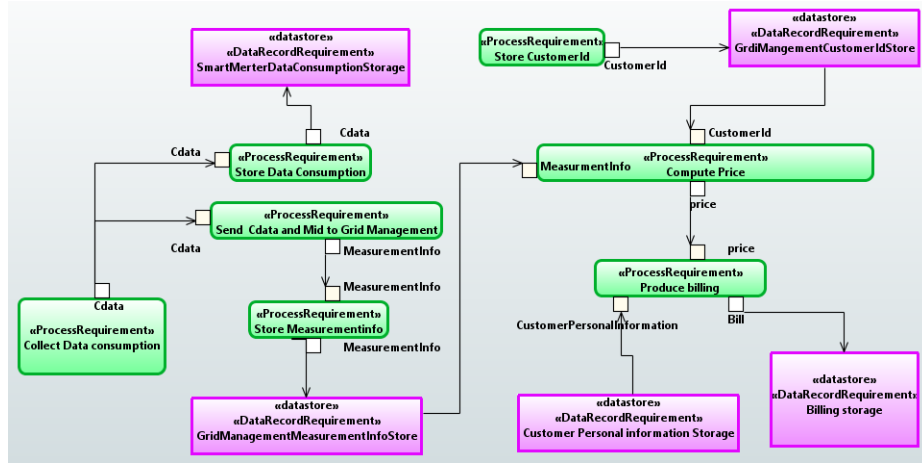 «datastore»
«DataRecordRequirement»
SmartMerterDataConsumptionStorage
«ProcessRequirement»
Store CustomerId
CustomerId
«datastore»
«DataRecordRequirement»
GrdiMangementCustomerIdStore
Cdata
Cdata
«ProcessRequirement»
Store Data Consumption
CustomerId
MeasurmentInfo
«ProcessRequirement»
Compute Price
price
«ProcessRequirement»
Send  Cdata and Mid to Grid Management
Cdata
MeasurementInfo
price
«ProcessRequirement»
Produce billing
MeasurementInfo
Cdata
«ProcessRequirement»
Collect Data consumption
«ProcessRequirement»
Store Measurementinfo
MeasurementInfo
CustomerPersonalInformation
Bill
«datastore»
«DataRecordRequirement»
GridManagementMeasurementInfoStore
«datastore»
«DataRecordRequirement»
Customer Personal information Storage
«datastore»
«DataRecordRequirement»
Billing storage